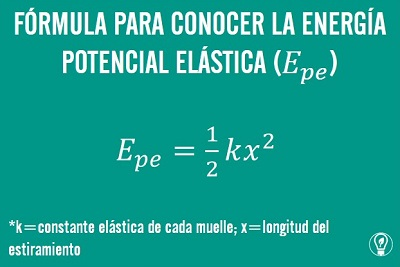 FÓRMULA PARA CONOCER LA ENERGÍA
POTENCIAL ELÁSTICA (Eₚₑ)
Eₚₑ = ½ kx²
*k=constante elástica de cada muelle; x=longitud del
estiramiento